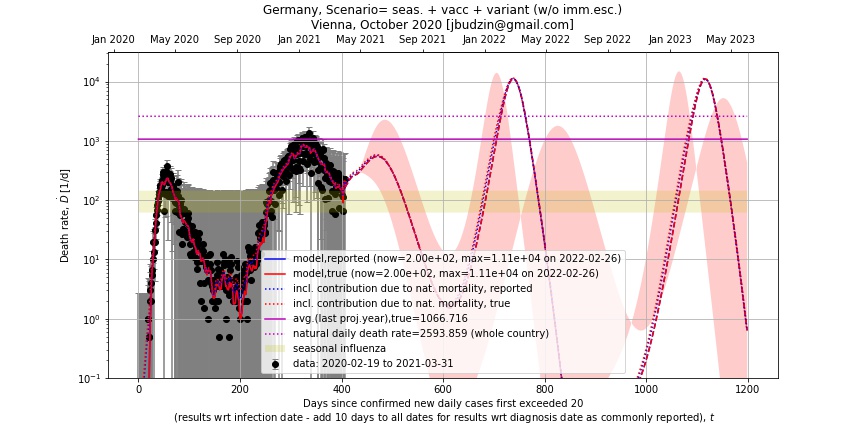 Germany, Scenario= seas. + vacc + variant (w/o imm.esc.)
Vienna, October 2020 [jbudzin@gmail.com]
Jan 2020 May 2020 Sep 2020 Jan 2021 May 2021 Sep 2021 Jan 2022 May 2022 Sep 2022 Jan 2023 May 2023
Death rate, Ḋ [1/d]
10⁴
10³
10²
10¹
10⁰
10⁻¹
model,reported (now=2.00e+02, max=1.11e+04 on 2022-02-26)
model,true (now=2.00e+02, max=1.11e+04 on 2022-02-26)
incl. contribution due to nat. mortality, reported
incl. contribution due to nat. mortality, true
avg.(last proj.year),true=1066.716
natural daily death rate=2593.859 (whole country)
seasonal influenza
data: 2020-02-19 to 2021-03-31
0 200 400 600 800 1000 1200
Days since confirmed new daily cases first exceeded 20
(results wrt infection date - add 10 days to all dates for results wrt diagnosis date as commonly reported), t